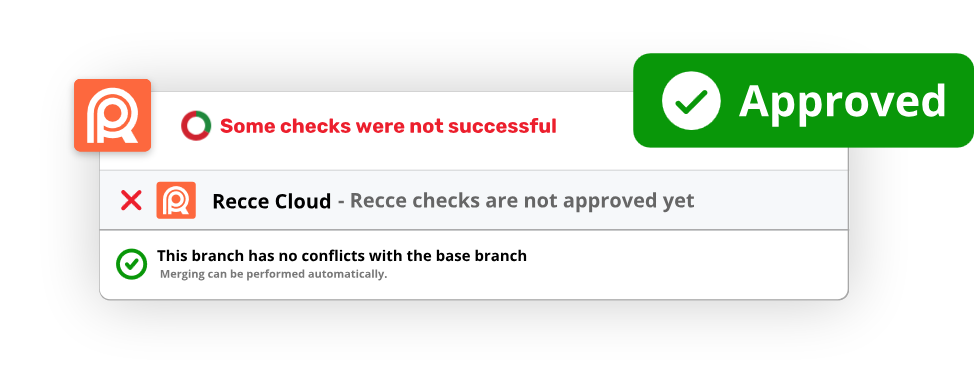 Approved
Some checks were not successful
Recce Cloud - Recce checks are not approved yet
This branch has no conflicts with the base branch
Merging can be performed automatically.